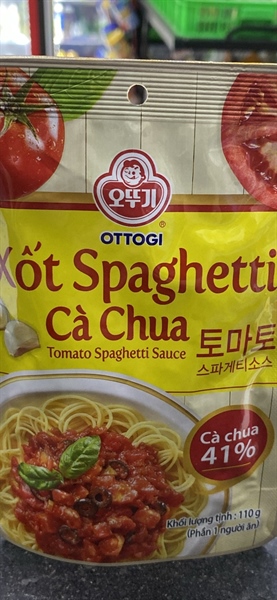 오뚜기
®
OTTOGI
Xốt Spaghetti
Cà Chua
Tomato Spaghetti Sauce
토마토
스파게티소스
Cà chua
41%
Khối lượng tịnh : 110 g
(Phần 1 người ăn)